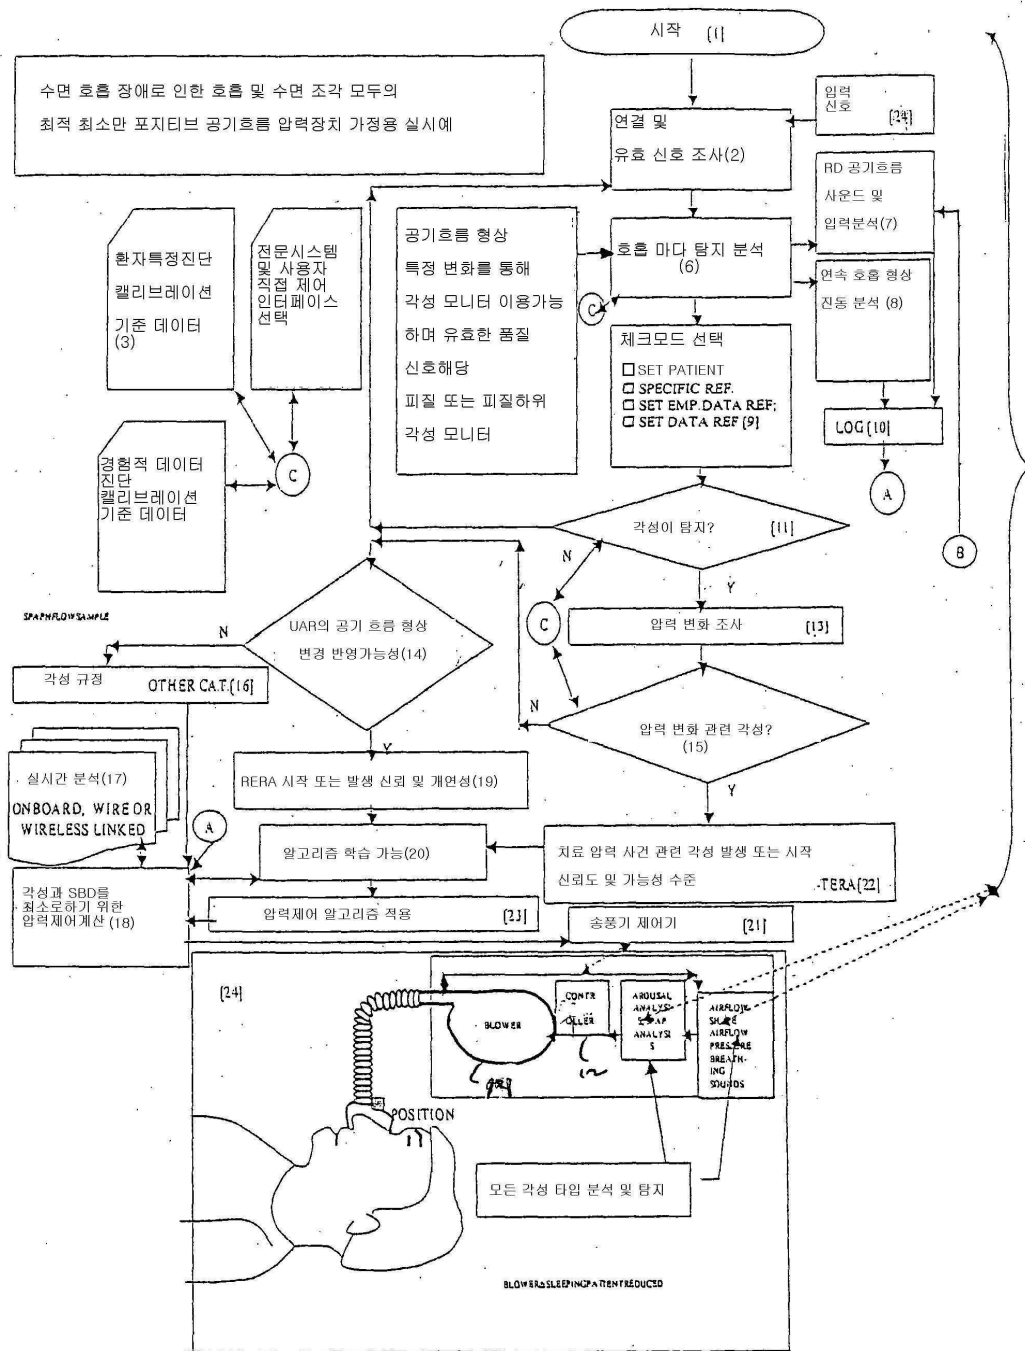 시작 [1]
수면 호흡 장애로 인한 호흡 및 수면 조각 모두의
최적 최소만 포지티브 공기흐름 압력장치 가정용 실시예
입력
신호 [24]
연결 및
유효 신호 조사(2)
RD 공기흐름
사운드 및
입력분석(7)
환자특정진단
캘리브레이션
기준 데이터
(3)
전문시스템
및 사용자
직접 제어
인터페이스
선택
공기흐름 형상
특정 변화를 통해
각성 모니터 이용가능
하며 유효한 품질
신호해당
피질 또는 피질하위
각성 모니터
호흡 마다 탐지 분석
(6)
C
연속 호흡 형상
진동 분석 (8)
체크모드 선택
SET PATIENT
SPECIFIC REF.
SET EMP. DATA REF;
SET DATA REF [9]
LOG[10]
A
B
경험적 데이터
진단
캘리브레이션
기준 데이터
C
각성이 탐지? [11]
N
Y
C
압력 변화 조사 [13]
SPAPHFLOWSAMPLE
UAR의 공기 흐름 형상
변경 반영가능성(14)
N
Y
각성 규정 OTHER CAT.[16]
압력 변화 관련 각성?
(15)
N
Y
실시간 분석(17)
ONBOARD, WIRE OR
WIRELESS LINKED
A
RERA 시작 또는 발생 신뢰 및 개연성(19)
알고리즘 학습 가능(20)
치료 압력 사건 관련 각성 발생 또는 시작
신뢰도 및 가능성 수준 TERA[22]
각성과 SBD를
최소로하기 위한
압력제어계산 (18)
압력제어 알고리즘 적용 [23]
송풍기 제어기 [21]
[24]
BLOWER
CONTR
OLLER
12
AROUSAL
ANALYSI
ANALYSI
S
AIRFLOW
SHAPE
AIRFLOW
PRESSURE
BREATH-
ING
SOUNDS
POSITION
모든 각성 타입 분석 및 탐지
BLOWER&SLEEPINGPATIENTREDUCED